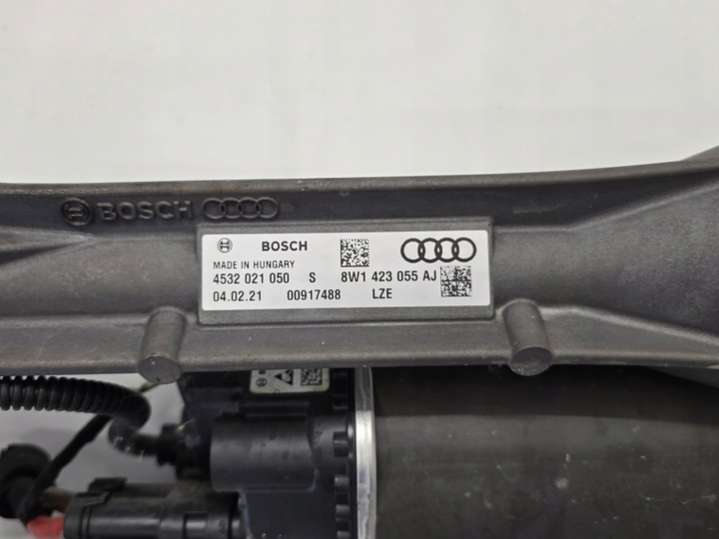 BOSCH
BOSCH
MADE IN HUNGARY
4532 021 050 S 8W1 423 055 AJ
04.02.21 00917488 LZE